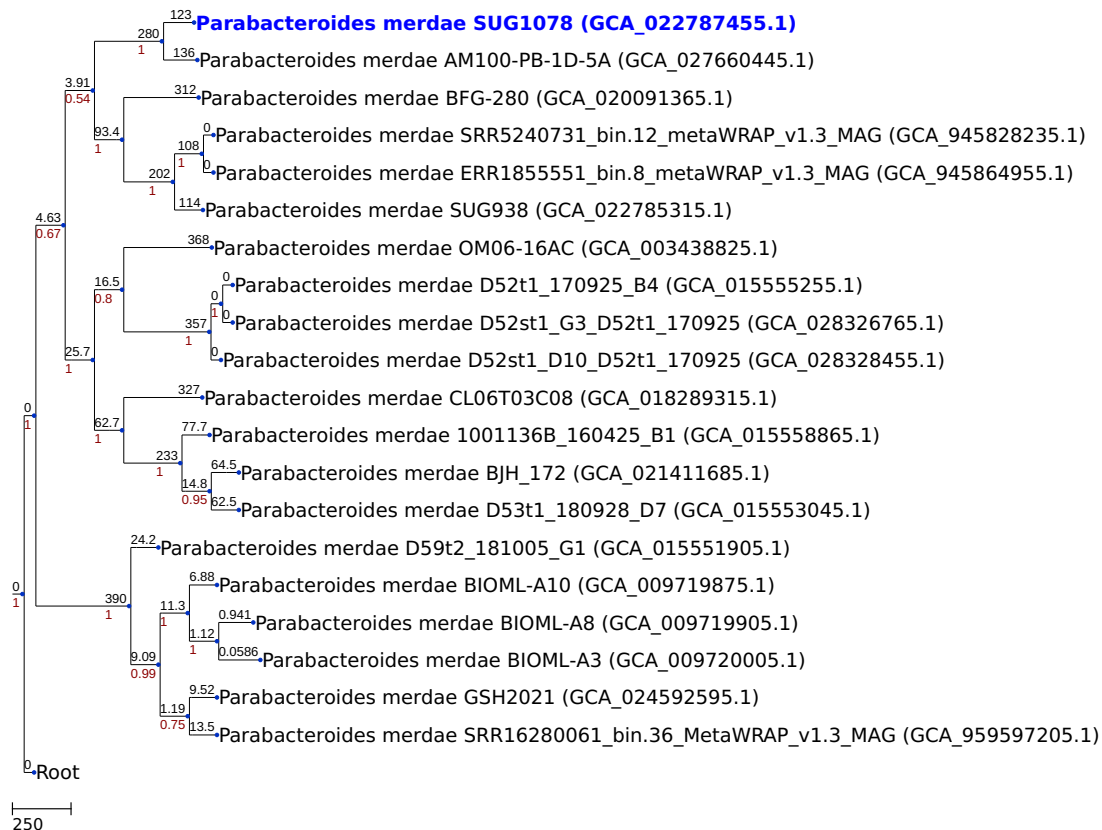 123
Parabacteroides merdae SUG1078 (GCA_022787455.1)
280
1
136
Parabacteroides merdae AM100-PB-1D-5A (GCA_027660445.1)
3.91
0.54
312
Parabacteroides merdae BFG-280 (GCA_020091365.1)
93.4
1
0
Parabacteroides merdae SRR5240731_bin.12_metaWRAP_v1.3_MAG (GCA_945828235.1)
108
1
0
Parabacteroides merdae ERR1855551_bin.8_metaWRAP_v1.3_MAG (GCA_945864955.1)
202
1
114
Parabacteroides merdae SUG938 (GCA_022785315.1)
4.63
0.67
368
Parabacteroides merdae OM06-16AC (GCA_003438825.1)
16.5
0.8
0
Parabacteroides merdae D52t1_170925_B4 (GCA_015555255.1)
0
1
0
Parabacteroides merdae D52st1_G3_D52t1_170925 (GCA_028326765.1)
357
1
0
Parabacteroides merdae D52st1_D10_D52t1_170925 (GCA_028328455.1)
25.7
1
327
Parabacteroides merdae CL06T03C08 (GCA_018289315.1)
0
1
62.7
1
77.7
Parabacteroides merdae 1001136B_160425_B1 (GCA_015558865.1)
233
1
64.5
Parabacteroides merdae BJH_172 (GCA_021411685.1)
14.8
0.95
62.5
Parabacteroides merdae D53t1_180928_D7 (GCA_015553045.1)
24.2
Parabacteroides merdae D59t2_181005_G1 (GCA_015551905.1)
0
1
390
1
6.88
Parabacteroides merdae BIOML-A10 (GCA_009719875.1)
11.3
1
0.941
Parabacteroides merdae BIOML-A8 (GCA_009719905.1)
1.12
1
0.0586
Parabacteroides merdae BIOML-A3 (GCA_009720005.1)
9.09
0.99
9.52
Parabacteroides merdae GSH2021 (GCA_024592595.1)
1.19
0.75
13.5
Parabacteroides merdae SRR16280061_bin.36_MetaWRAP_v1.3_MAG (GCA_959597205.1)
0
Root
250